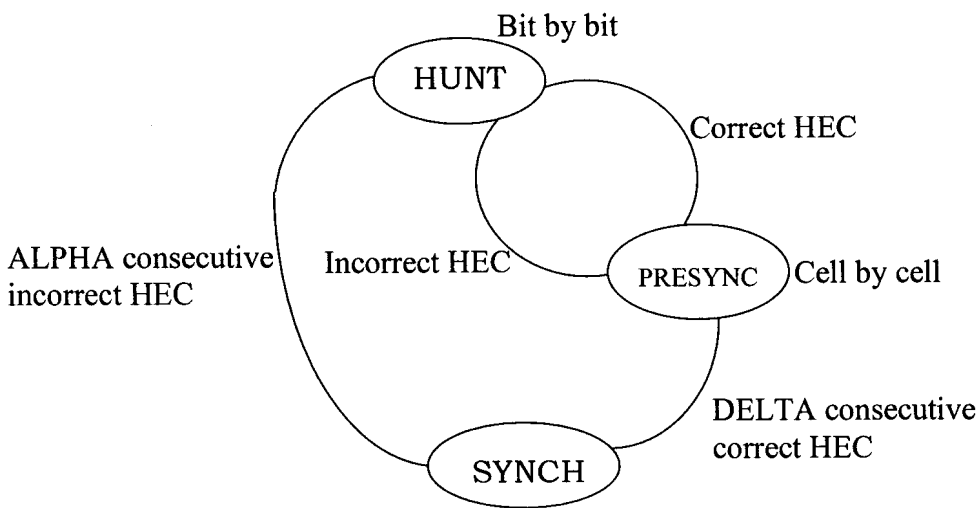 Bit by bit
HUNT
Correct HEC
ALPHA consecutive
incorrect HEC
Incorrect HEC
PRESYNC
Cell by cell
DELTA consecutive
correct HEC
SYNCH